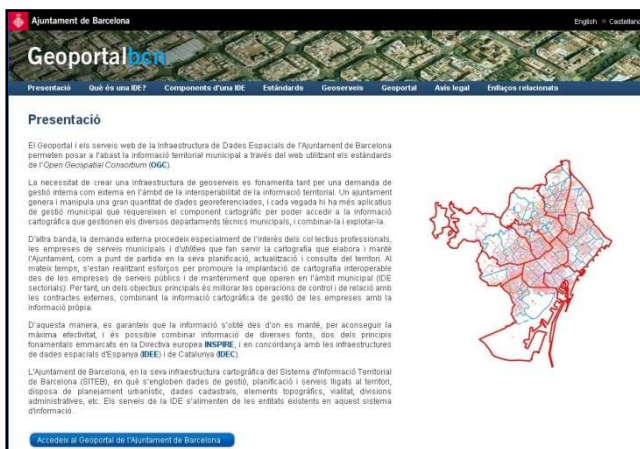 Ajuntament de Barcelona
English Castellano
Geoportalbcn
Presentació Què és una IDE? Components d'una IDE Estàndards Geoserveis Geoportal Avís legal Enllaços relacionats
Presentació
El Geoportal i els serveis web de la Infraestructura de Dades Espacials de l'Ajuntament de Barcelona
permeten posar a l'abast la informació territorial municipal a través del web utilitzant els estàndards
de l'Open Geospatial Consortium (OGC).
La necessitat de crear una infraestructura de geoserveis es fonamenta tant per una demanda de
gestió interna com externa en l'àmbit de la interoperabilitat de la informació territorial. Un ajuntament
genera i manipula una gran quantitat de dades georeferenciades, i cada vegada hi ha més aplicatius
de gestió municipal que requereixen el component cartogràfic per poder accedir a la informació
cartogràfica que gestionen els diversos departaments tècnics municipals, i combinar-la i explotar-la.
D'altra banda, la demanda externa procedeix especialment de l'interès dels col·lectius professionals,
les empreses de serveis municipals i d'utilities que fan servir la cartografia que elabora i manté
l'Ajuntament, com a punt de partida en la seva planificació, actualització i consulta del territori. Al
mateix temps, s'estan realitzant esforços per promoure la implantació de cartografia interoperable
des de les empreses de serveis públics i de manteniment que operen en l'àmbit municipal (IDE
sectorials). Per tant, un dels objectius principals és millorar les operacions de control i de relació amb
les contractes externes, combinant la informació cartogràfica de gestió de les empreses amb la
informació pròpia.
D'aquesta manera, es garanteix que la informació s'obté des d'on es manté, per aconseguir la
màxima efectivitat, i és possible combinar informació de diverses fonts, dos dels principis
fonamentals emmarcats en la Directiva europea INSPIRE, i en concordança amb les infraestructures
de dades espacials d'Espanya (IDEE) i de Catalunya (IDEC).
L'Ajuntament de Barcelona, en la seva infraestructura cartogràfica del Sistema d'Informació Territorial
de Barcelona (SITEB), en què s'engloben dades de gestió, planificació i serveis lligats al territori,
disposa de planejament urbanístic, dades cadastrals, elements topogràfics, vialitat, divisions
administratives, etc. Els serveis de la IDE s'alimenten de les entitats existents en aquest sistema
d'informació.
Accedeix al Geoportal de l'Ajuntament de Barcelona